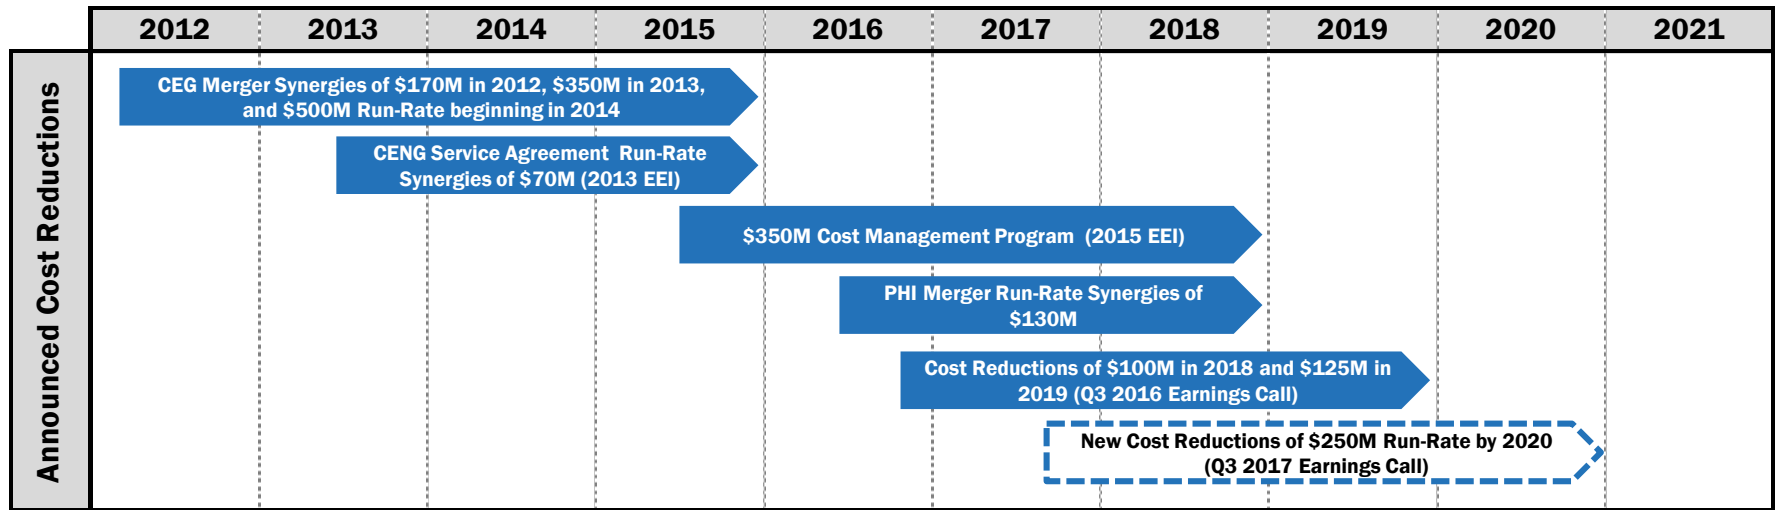 2012 2013 2014 2015 2016 2017 2018 2019 2020 2021
Announced Cost Reductions
CEG Merger Synergies of $170M in 2012, $350M in 2013,
and $500M Run-Rate beginning in 2014
CENG Service Agreement Run-Rate
Synergies of $70M (2013 EEI)
$350M Cost Management Program (2015 EEI)
PHI Merger Run-Rate Synergies of
$130M
Cost Reductions of $100M in 2018 and $125M in
2019 (Q3 2016 Earnings Call)
New Cost Reductions of $250M Run-Rate by 2020
(Q3 2017 Earnings Call)